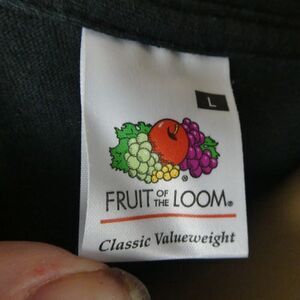 L
FRUIT OF THE LOOM®
Classic Valueweight